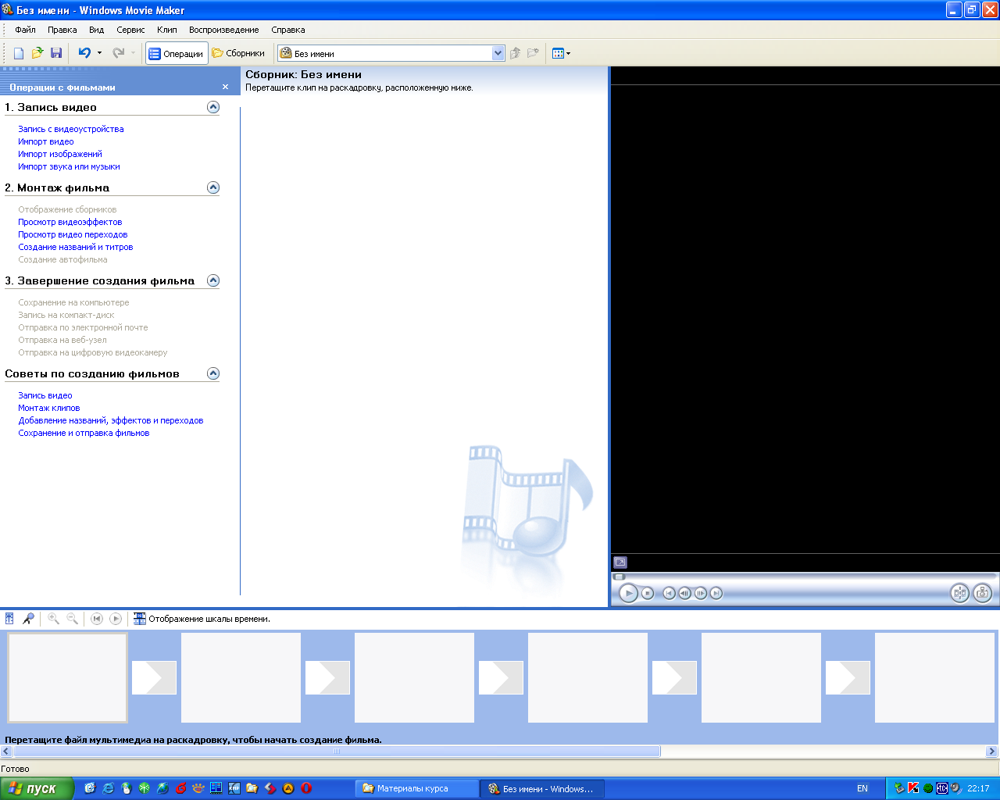 Без имени - Windows Movie Maker
Файл Правка Вид Сервис Клип Воспроизведение Справка
Операции Сборники Без имени
Операции с фильмами
1. Запись видео
Запись с видеоустройства
Импорт видео
Импорт изображений
Импорт звука или музыки
2. Монтаж фильма
Отображение сборников
Просмотр видеоэффектов
Просмотр видео переходов
Создание названий и титров
Создание автофильма
3. Завершение создания фильма
Сохранение на компьютере
Запись на компакт-диск
Отправка по электронной почте
Отправка на веб-узел
Отправка на цифровую видеокамеру
Советы по созданию фильмов
Запись видео
Монтаж клипов
Добавление названий, эффектов и переходов
Сохранение и отправка фильмов
Сборник: Без имени
Перетащите клип на раскадровку, расположенную ниже.
Отображение шкалы времени.
Перетащите файл мультимедиа на раскадровку, чтобы начать создание фильма.
Готово
пуск Материалы курса Без имени - Windows... EN 22:17